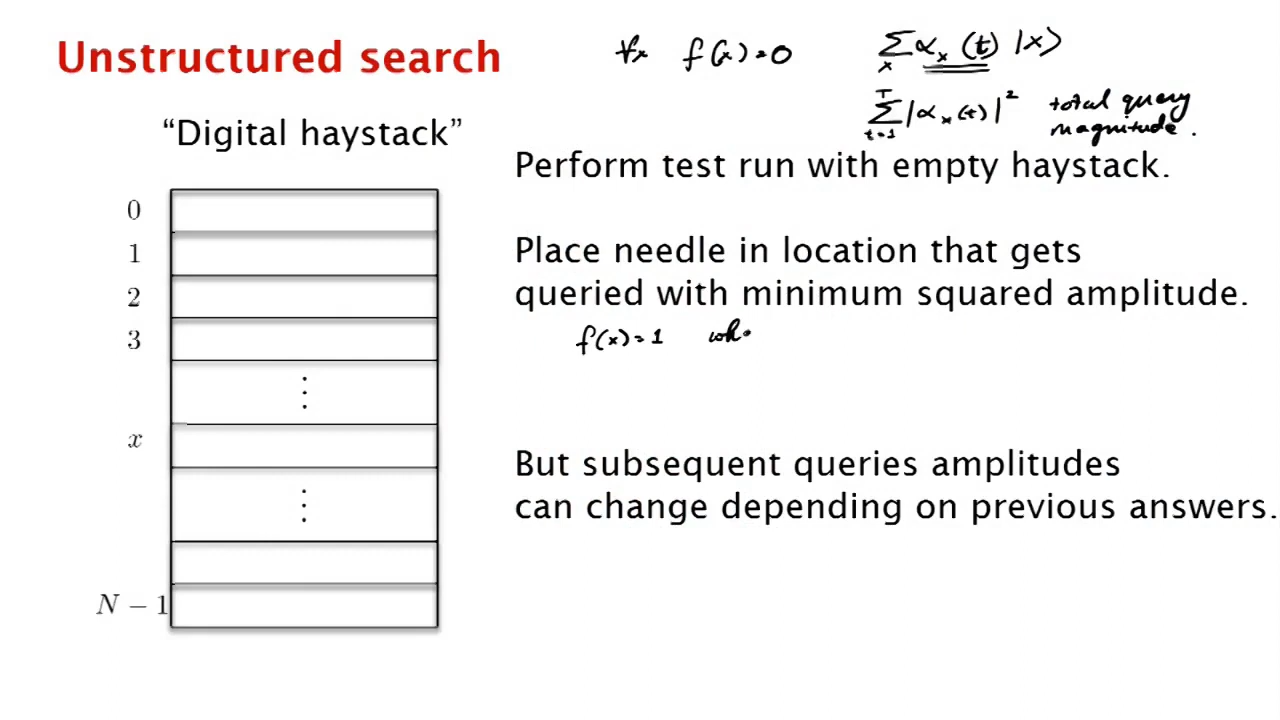 Unstructured search
∀x f(x)=0
∑ₓ αₓ(t) |x⟩
∑ₜ₌₁ᵀ |αₓ(t)|² total query magnitude.
"Digital haystack"
Perform test run with empty haystack.
0
1
Place needle in location that gets
2
queried with minimum squared amplitude.
3
f(x)=1
⋮
x
But subsequent queries amplitudes
⋮
can change depending on previous answers.
N − 1